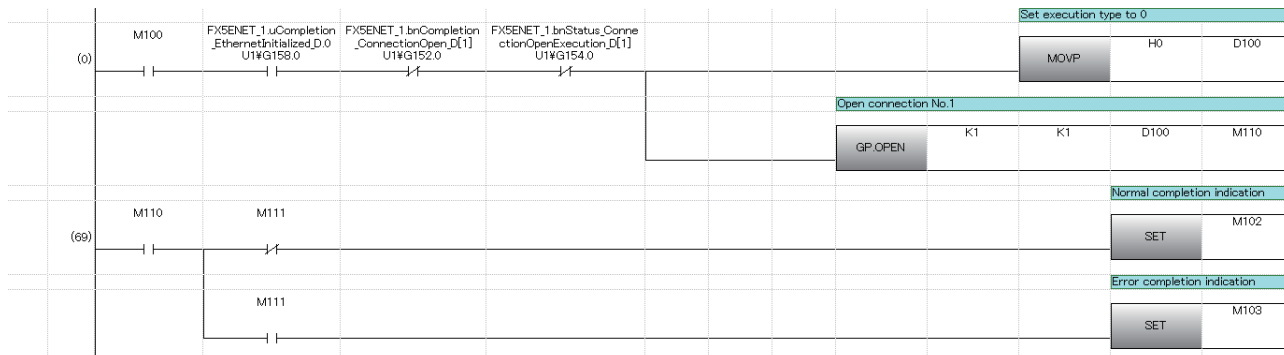 Set execution type to 0
M100
FX5ENET_1.uCompletion
_EthernetInitialized_D.0
U1¥G158.0
FX5ENET_1.bnCompletion
_ConnectionOpen_D[1]
U1¥G152.0
FX5ENET_1.bnStatus_Conne
ctionOpenExecution_D[1]
U1¥G154.0
(0)
MOVP
H0
D100
Open connection No.1
GP.OPEN
K1
K1
D100
M110
Normal completion indication
M110
M111
(69)
SET
M102
Error completion indication
M111
SET
M103